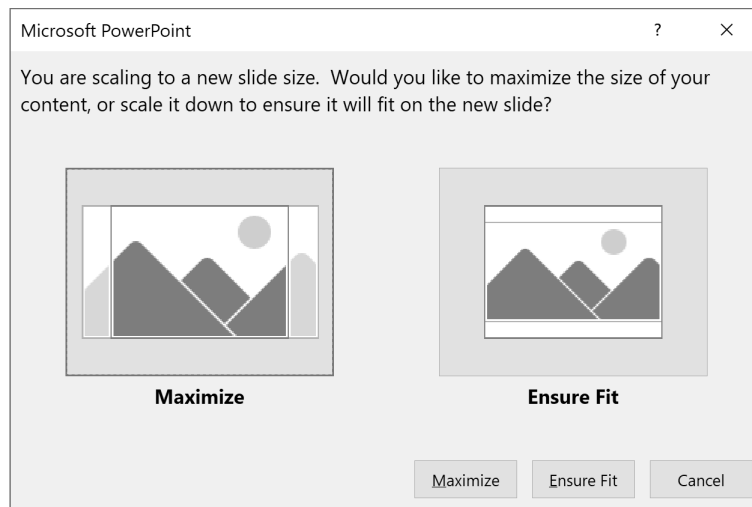 Microsoft PowerPoint ? ×
You are scaling to a new slide size. Would you like to maximize the size of your
content, or scale it down to ensure it will fit on the new slide?
Maximize Ensure Fit
Maximize Ensure Fit Cancel